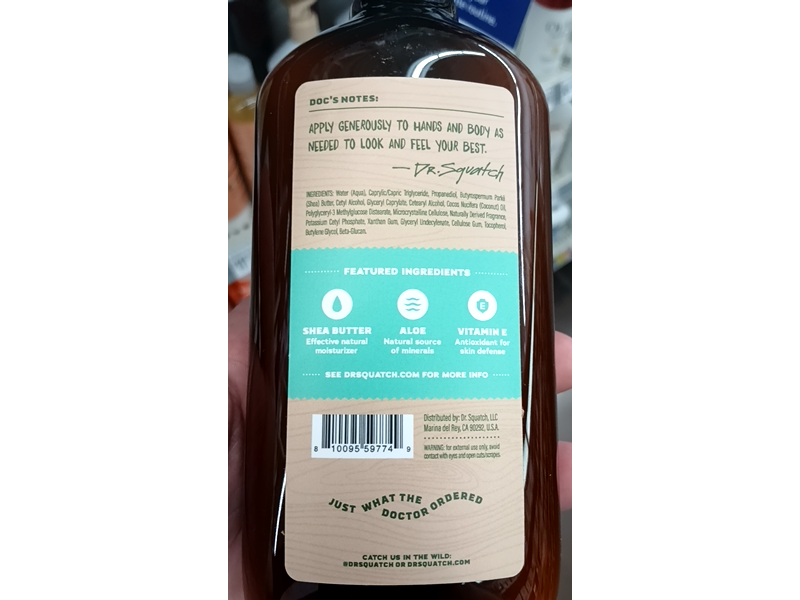 DOC'S NOTES:
APPLY GENEROUSLY TO HANDS AND BODY AS
NEEDED TO LOOK AND FEEL YOUR BEST.
— Dr. Squatch
INGREDIENTS: Water (Aqua), Caprylic/Capric Triglyceride, Propanediol, Butyrospermum Parkii
(Shea) Butter, Cetyl Alcohol, Glyceryl Caprylate, Cetearyl Alcohol, Cocos Nucifera (Coconut) Oil,
Polyglyceryl-3 Methylglucose Distearate, Microcrystalline Cellulose, Naturally Derived Fragrance,
Potassium Cetyl Phosphate, Xanthan Gum, Glyceryl Undecylenate, Cellulose Gum, Tocopherol,
Butylene Glycol, Beta-Glucan.
FEATURED INGREDIENTS
SHEA BUTTER
Effective natural
moisturizer
ALOE
Natural source
of minerals
E
VITAMIN E
Antioxidant for
skin defense
SEE DRSQUATCH.COM FOR MORE INFO
8 10095 59774 9
Distributed by: Dr. Squatch, LLC
Marina del Rey, CA 90292, U.S.A.
WARNING: for external use only, avoid
contact with eyes and open cuts/scrapes.
JUST WHAT THE
DOCTOR ORDERED
CATCH US IN THE WILD:
@DRSQUATCH OR DRSQUATCH.COM